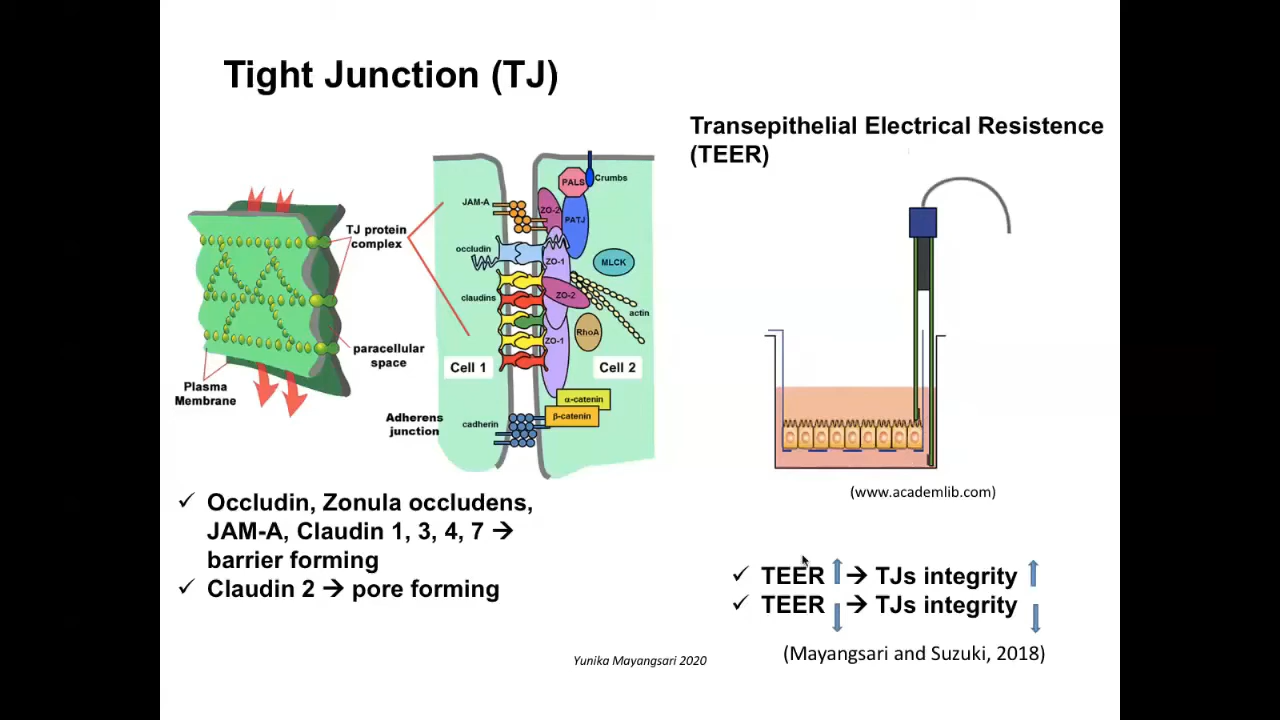 Tight Junction (TJ)
Transepithelial Electrical Resistence
(TEER)
TJ protein
complex
paracellular
space
Plasma
Membrane
JAM-A
occludin
claudins
Cell 1
Adherens
junction
cadherin
Crumbs
PALS
ZO-2
PATJ
ZO-1
MLCK
ZO-2
actin
RhoA
ZO-1
Cell 2
α-catenin
β-catenin
(www.academlib.com)
✓ Occludin, Zonula occludens,
JAM-A, Claudin 1, 3, 4, 7 →
barrier forming
✓ Claudin 2 → pore forming
✓ TEER ↑ → TJs integrity ↑
✓ TEER ↓ → TJs integrity ↓
(Mayangsari and Suzuki, 2018)
Yunika Mayangsari 2020